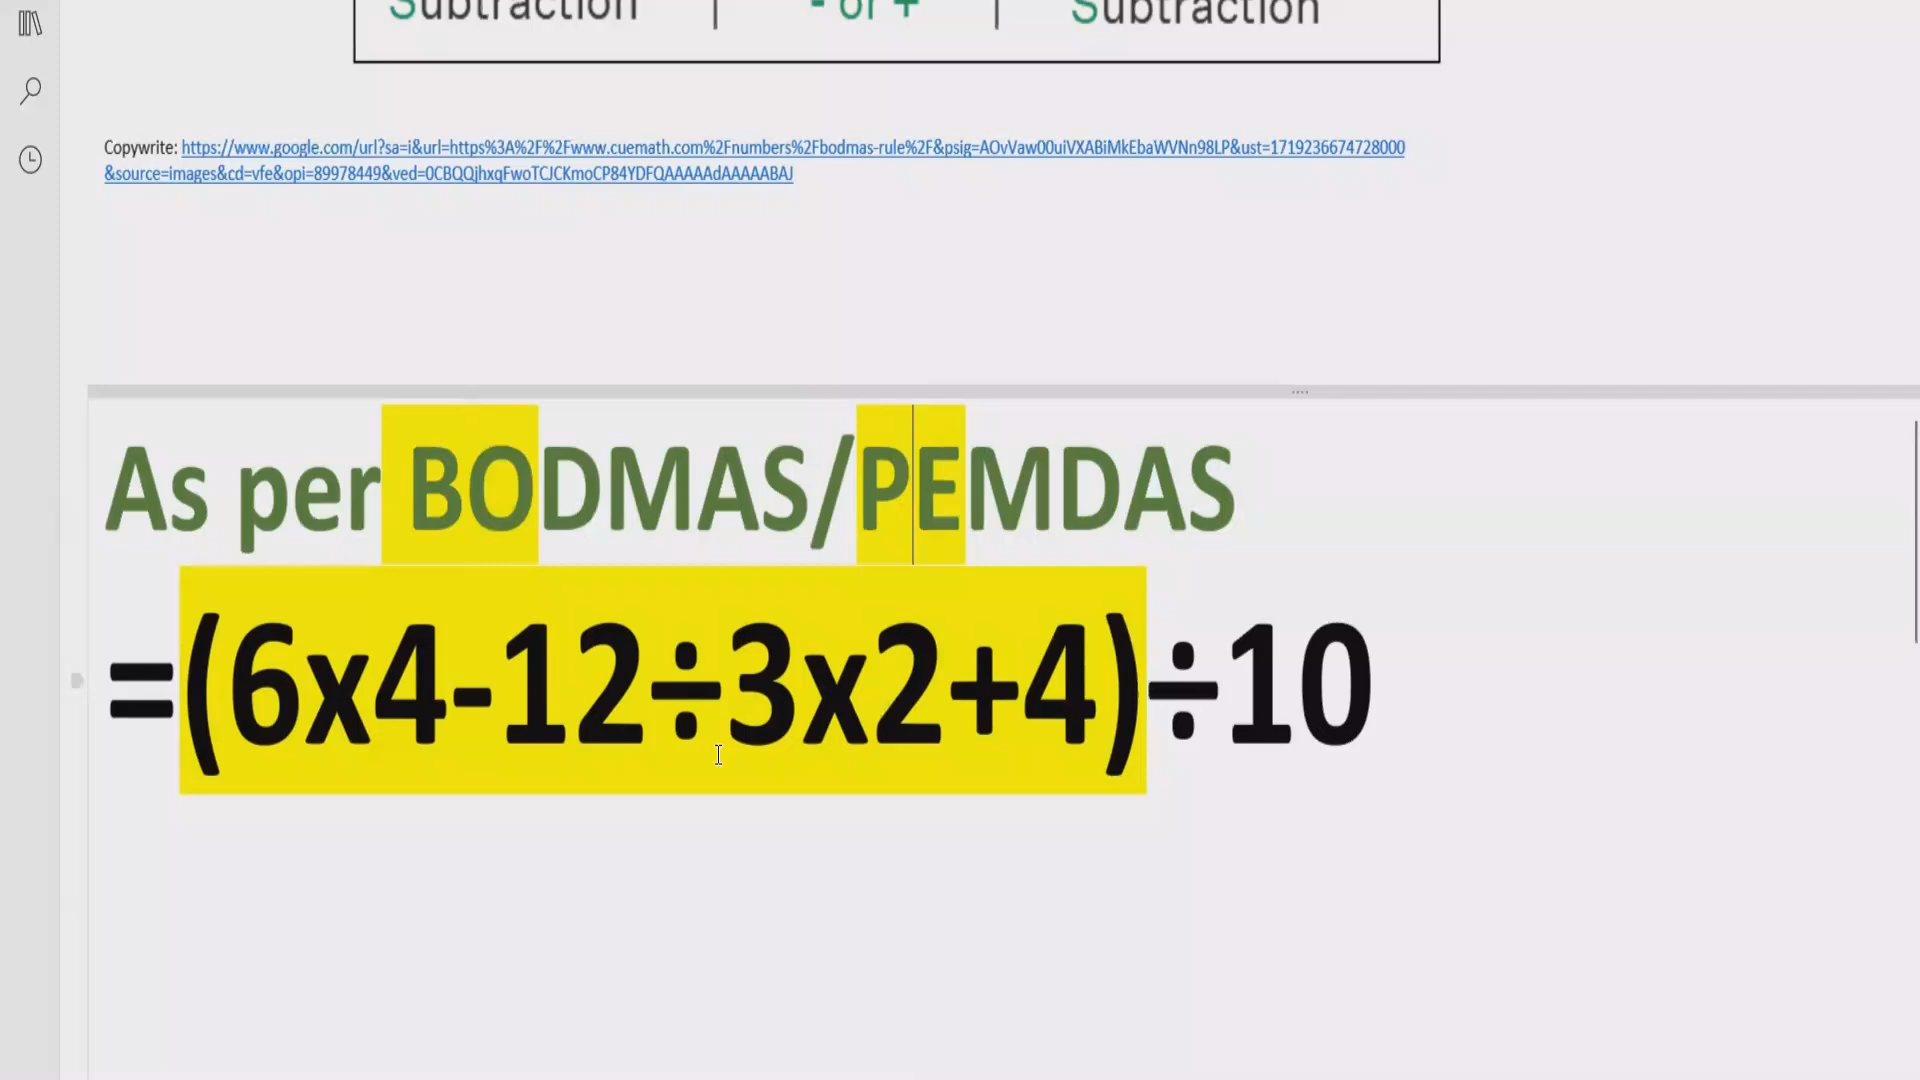 Subtraction | - or + | Subtraction
Copywrite: https://www.google.com/url?sa=i&url=https%3A%2F%2Fwww.cuemath.com%2Fnumbers%2Fbodmas-rule%2F&psig=AOvVaw00uiVXABiMkEbaWVNn98LP&ust=1719236674728000
&source=images&cd=vfe&opi=89978449&ved=0CBQQjhxqFwoTCJCKmoCP84YDFQAAAAAdAAAAABAJ
As per BODMAS/PEMDAS
=(6x4-12÷3x2+4)÷10